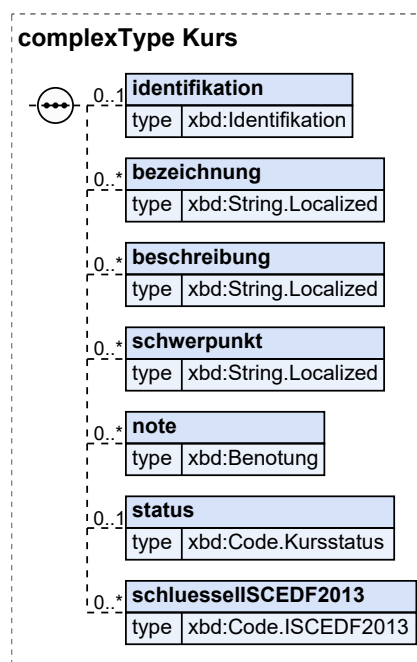 complexType Kurs
0..1 identifikation
type xbd:Identifikation
0..* bezeichnung
type xbd:String.Localized
0..* beschreibung
type xbd:String.Localized
0..* schwerpunkt
type xbd:String.Localized
0..* note
type xbd:Benotung
0..1 status
type xbd:Code.Kursstatus
0..* schluesselISCEDF2013
type xbd:Code.ISCEDF2013